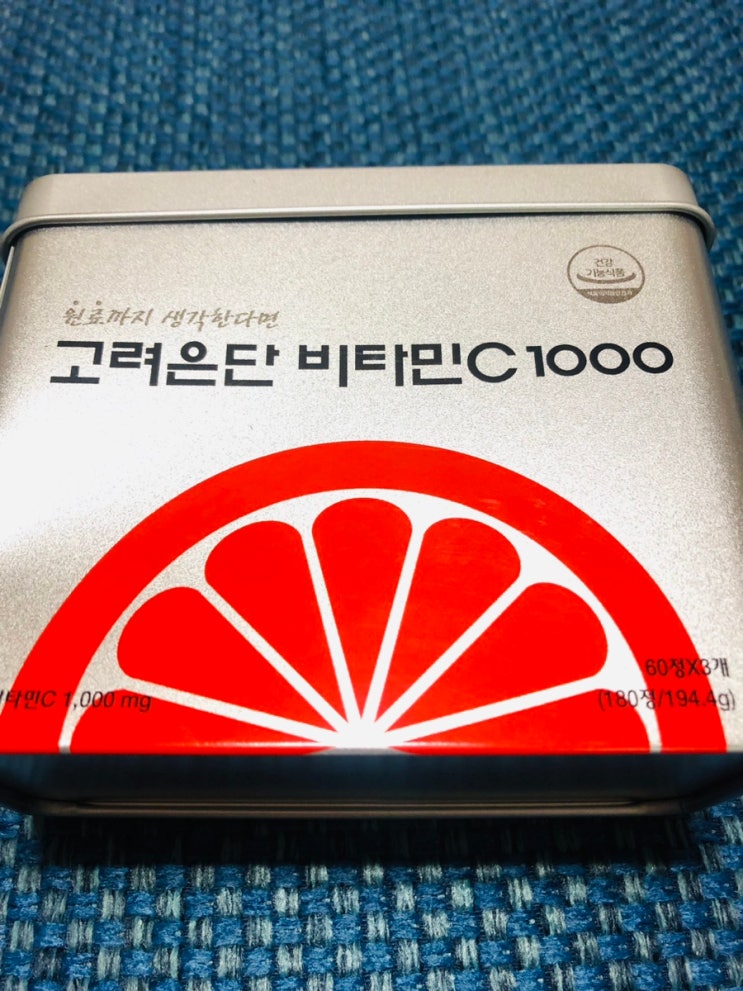 건강
기능식품
원료까지 생각한다면
고려은단 비타민C 1000
60정X3개
비타민C 1,000 mg
(180정/194.4g)